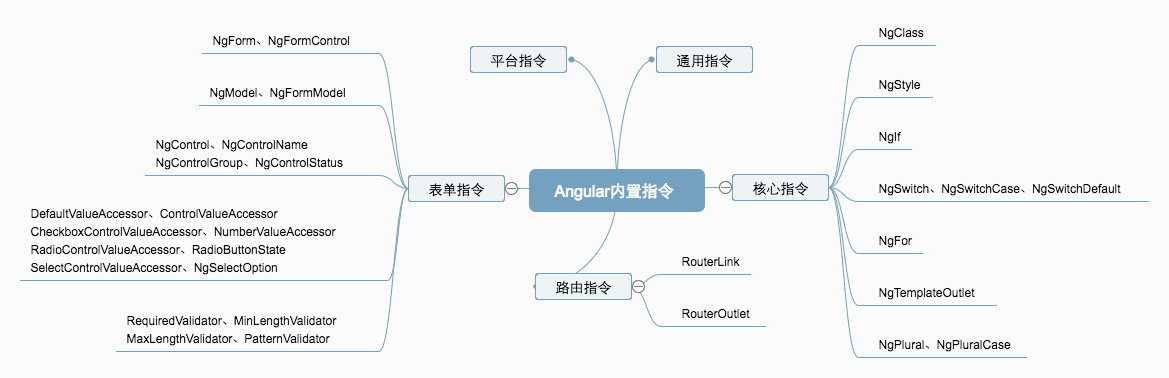 Angular内置指令
平台指令
通用指令
表单指令
NgForm、NgFormControl
NgModel、NgFormModel
NgControl、NgControlName
NgControlGroup、NgControlStatus
DefaultValueAccessor、ControlValueAccessor
CheckboxControlValueAccessor、NumberValueAccessor
RadioControlValueAccessor、RadioButtonState
SelectControlValueAccessor、NgSelectOption
RequiredValidator、MinLengthValidator
MaxLengthValidator、PatternValidator
路由指令
RouterLink
RouterOutlet
核心指令
NgClass
NgStyle
NgIf
NgSwitch、NgSwitchCase、NgSwitchDefault
NgFor
NgTemplateOutlet
NgPlural、NgPluralCase